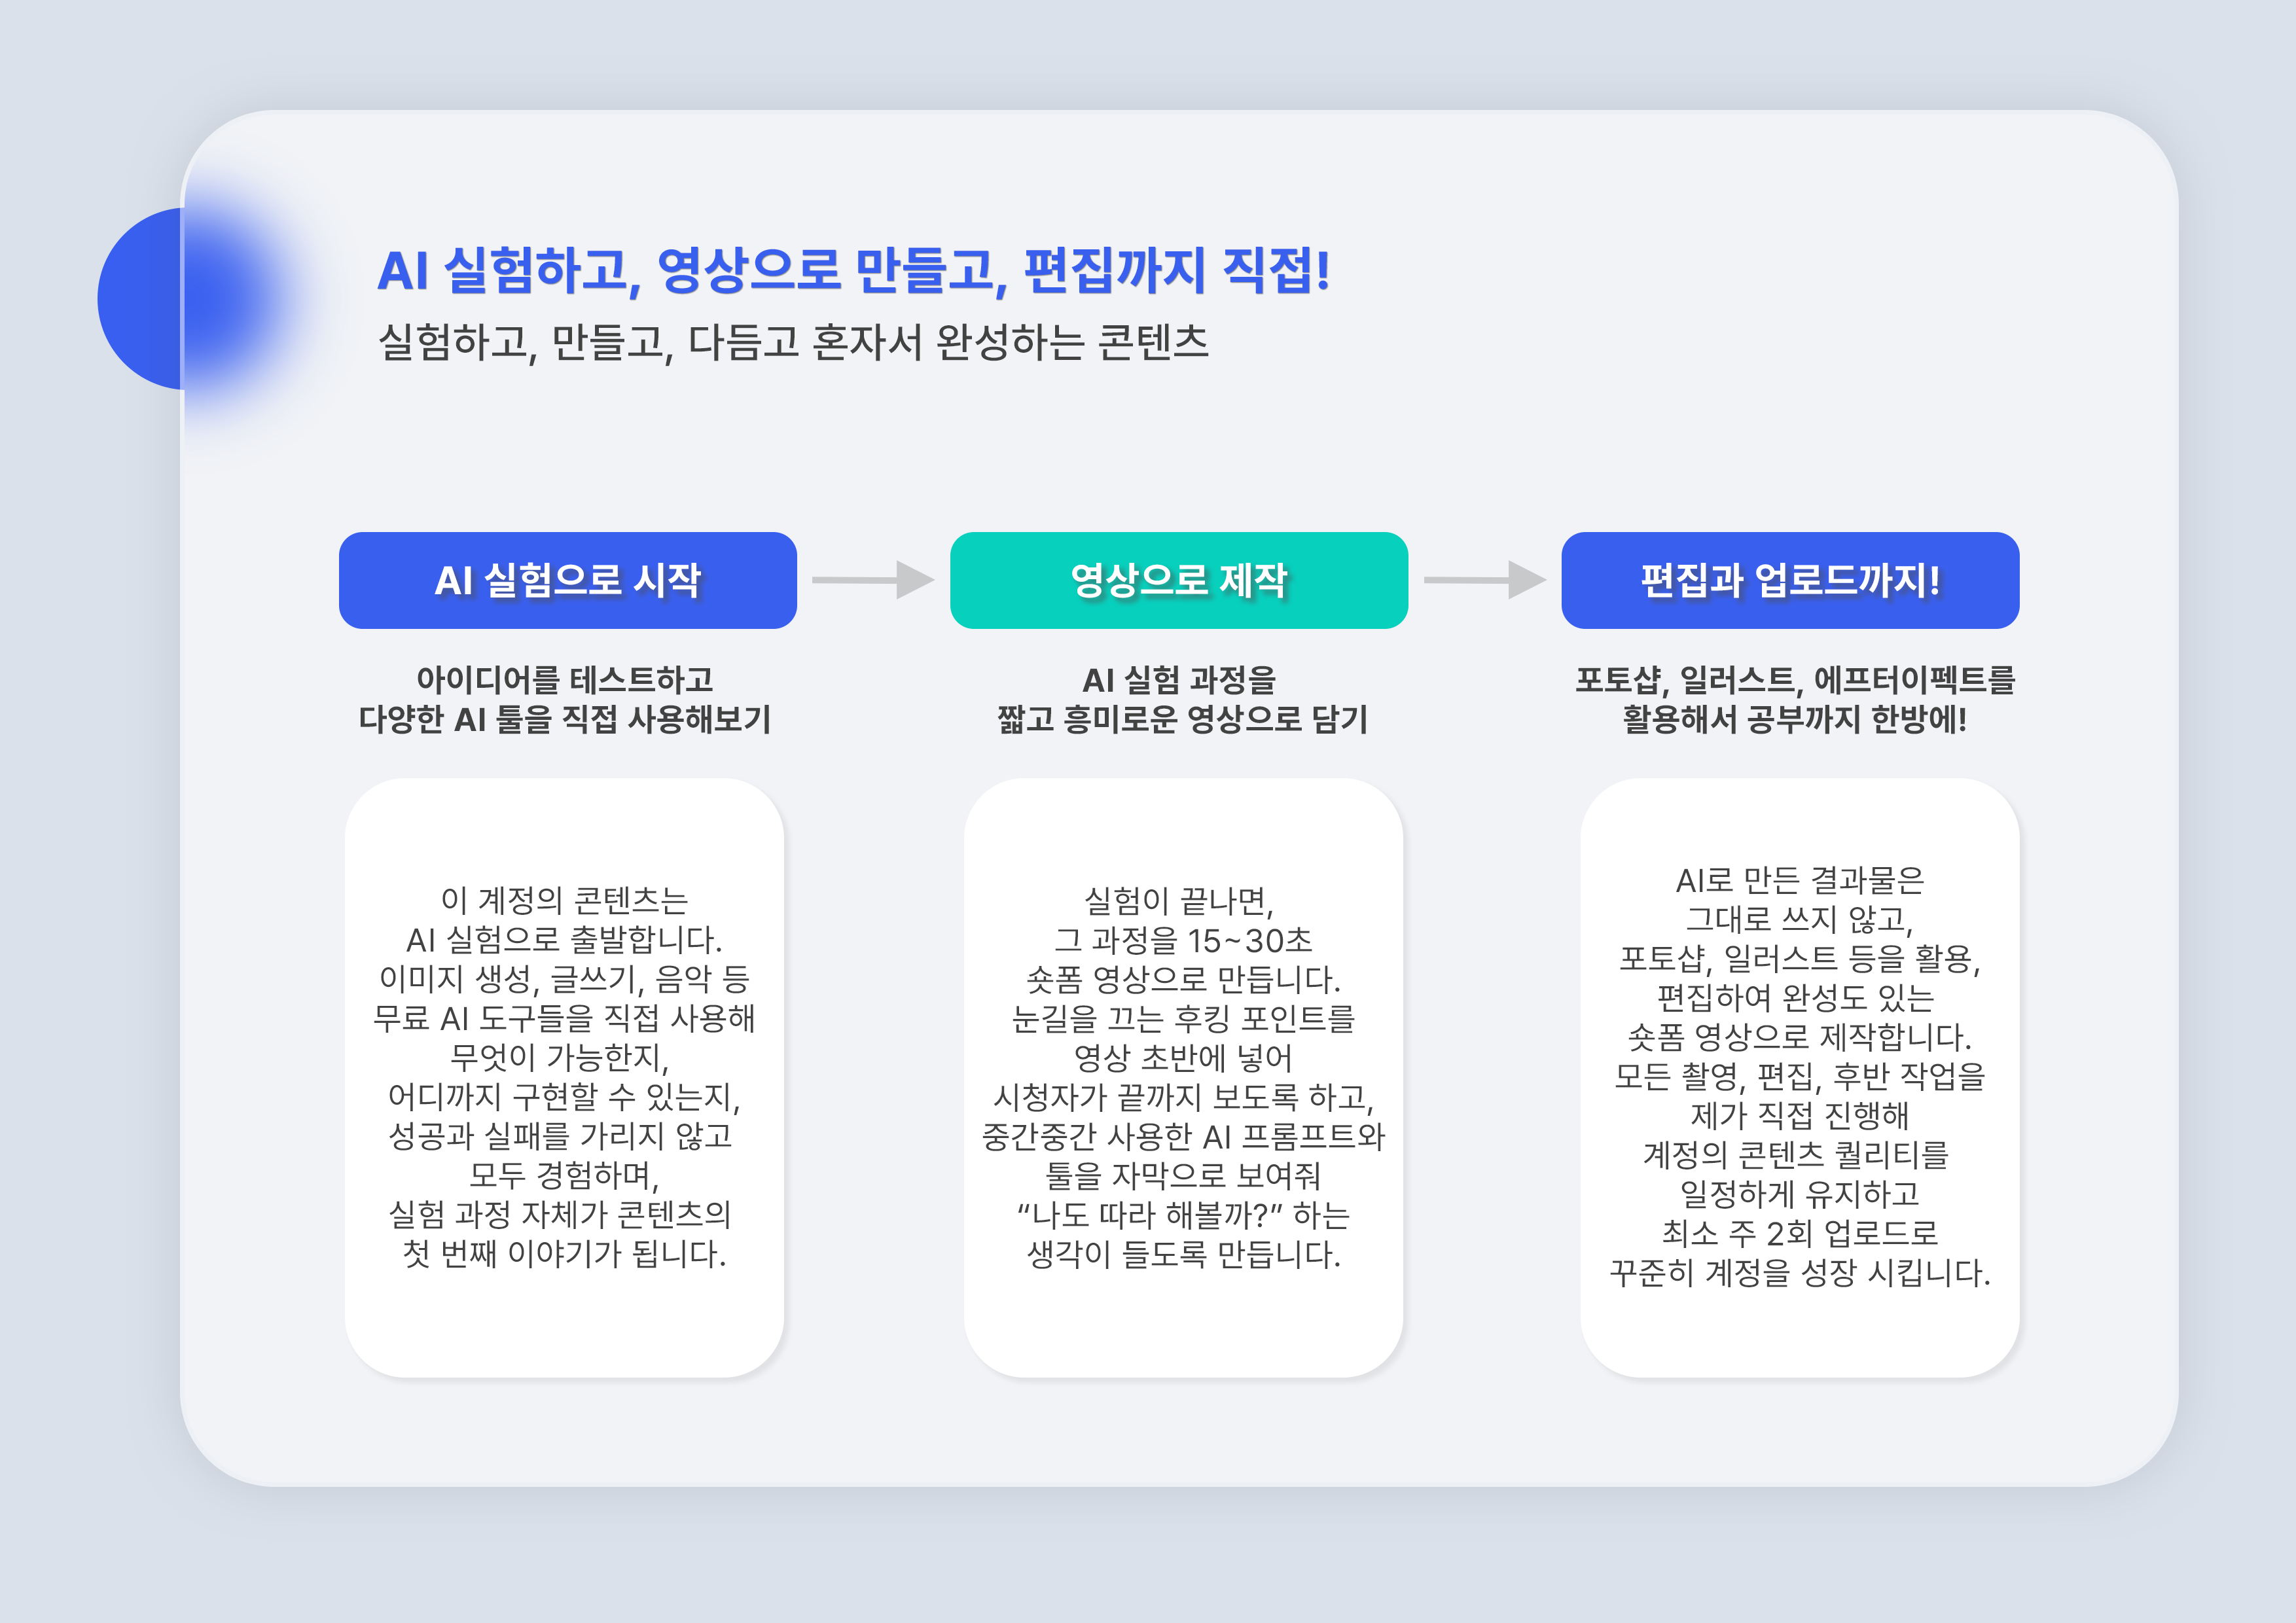 AI 실험하고, 영상으로 만들고, 편집까지 직접!
실험하고, 만들고, 다듬고 혼자서 완성하는 콘텐츠
AI 실험으로 시작
아이디어를 테스트하고
다양한 AI 툴을 직접 사용해보기
이 계정의 콘텐츠는
AI 실험으로 출발합니다.
이미지 생성, 글쓰기, 음악 등
무료 AI 도구들을 직접 사용해
무엇이 가능한지,
어디까지 구현할 수 있는지,
성공과 실패를 가리지 않고
모두 경험하며,
실험 과정 자체가 콘텐츠의
첫 번째 이야기가 됩니다.
영상으로 제작
AI 실험 과정을
짧고 흥미로운 영상으로 담기
실험이 끝나면,
그 과정을 15~30초
숏폼 영상으로 만듭니다.
눈길을 끄는 후킹 포인트를
영상 초반에 넣어
시청자가 끝까지 보도록 하고,
중간중간 사용한 AI 프롬프트와
툴을 자막으로 보여줘
“나도 따라 해볼까?” 하는
생각이 들도록 만듭니다.
편집과 업로드까지!
포토샵, 일러스트, 에프터이펙트를
활용해서 공부까지 한방에!
AI로 만든 결과물은
그대로 쓰지 않고,
포토샵, 일러스트 등을 활용,
편집하여 완성도 있는
숏폼 영상으로 제작합니다.
모든 촬영, 편집, 후반 작업을
제가 직접 진행해
계정의 콘텐츠 퀄리티를
일정하게 유지하고
최소 주 2회 업로드로
꾸준히 계정을 성장 시킵니다.